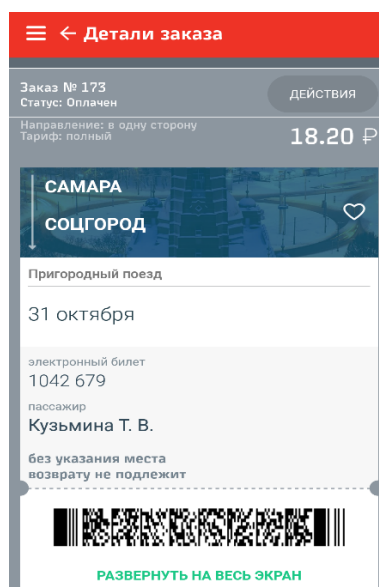 Детали заказа
Заказ № 173
Статус: Оплачен
ДЕЙСТВИЯ
Направление: в одну сторону
Тариф: полный
18.20 ₽
САМАРА
СОЦГОРОД
Пригородный поезд
31 октября
электронный билет
1042 679
пассажир
Кузьмина Т. В.
без указания места
возврату не подлежит
РАЗВЕРНУТЬ НА ВЕСЬ ЭКРАН